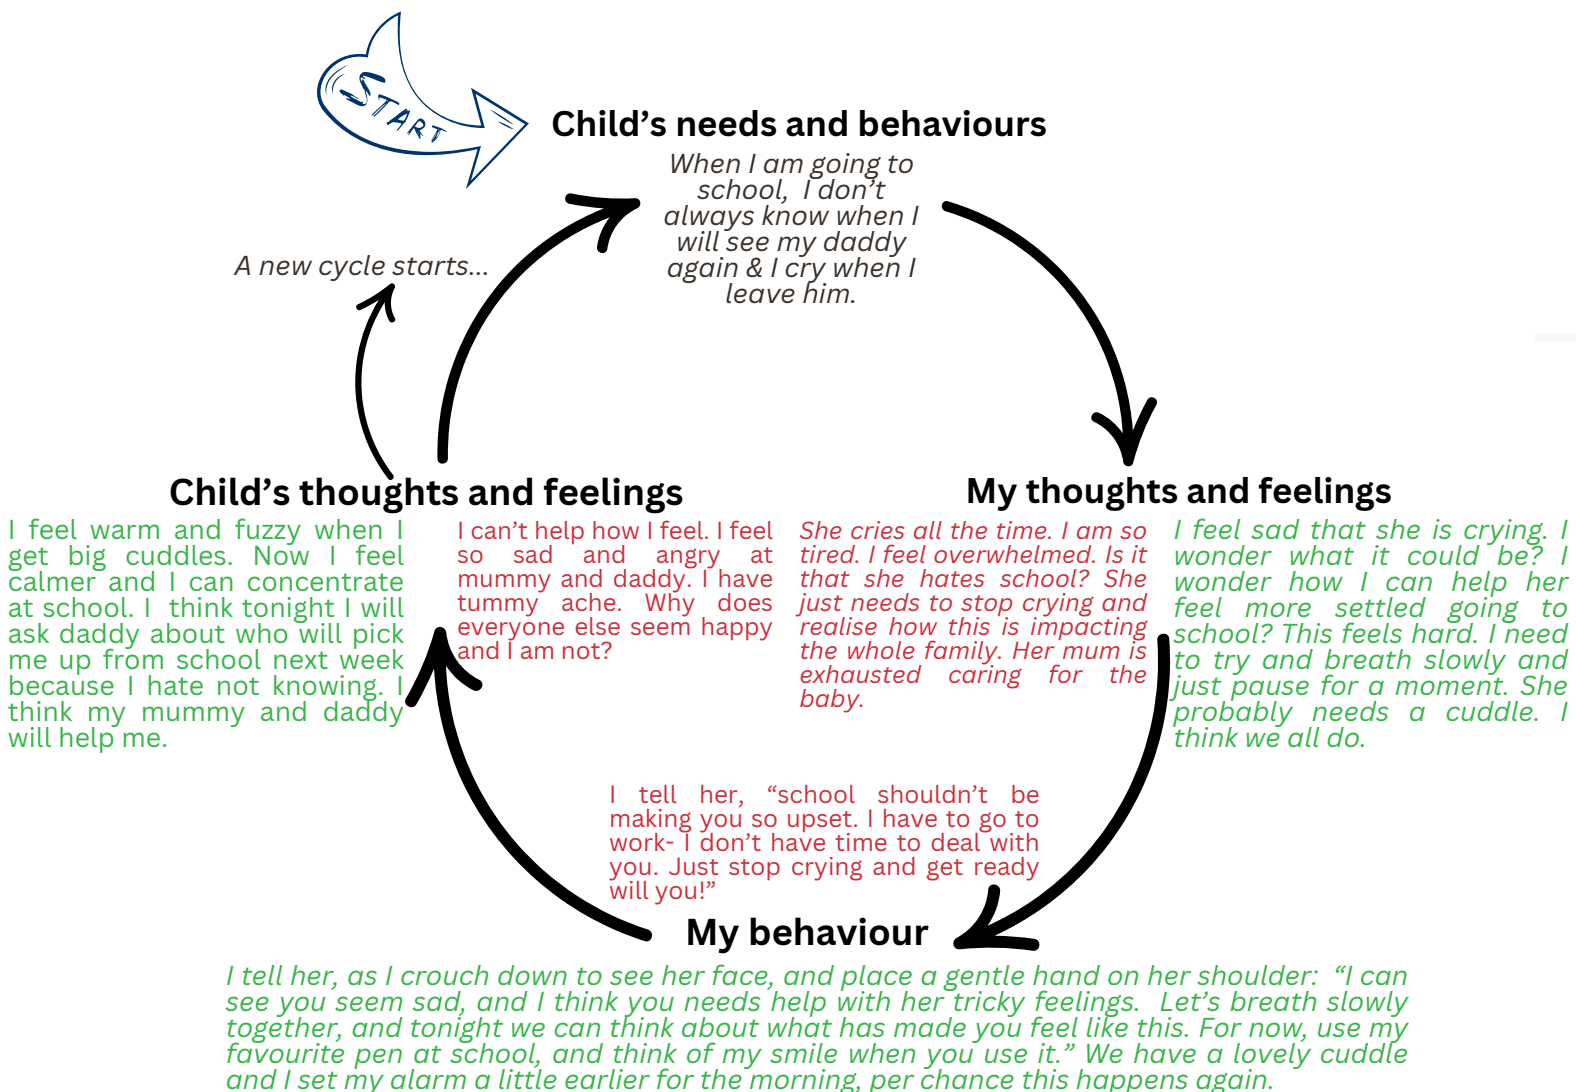 START
Child’s needs and behaviours
When I am going to
school, I don’t
always know when I
will see my daddy
again & I cry when I
leave him.
A new cycle starts...
My thoughts and feelings
She cries all the time. I am so
tired. I feel overwhelmed. Is it
that she hates school? She
just needs to stop crying and
realise how this is impacting
the whole family. Her mum is
exhausted caring for the
baby.
I feel sad that she is crying. I
wonder what it could be? I
wonder how I can help her
feel more settled going to
school? This feels hard. I need
to try and breath slowly and
just pause for a moment. She
probably needs a cuddle. I
think we all do.
I tell her, “school shouldn’t be
making you so upset. I have to go to
work- I don’t have time to deal with
you. Just stop crying and get ready
will you!”
My behaviour
I tell her, as I crouch down to see her face, and place a gentle hand on her shoulder: “I can
see you seem sad, and I think you needs help with her tricky feelings. Let’s breath slowly
together, and tonight we can think about what has made you feel like this. For now, use my
favourite pen at school, and think of my smile when you use it.” We have a lovely cuddle
and I set my alarm a little earlier for the morning, per chance this happens again.
Child’s thoughts and feelings
I feel warm and fuzzy when I
get big cuddles. Now I feel
calmer and I can concentrate
at school. I think tonight I will
ask daddy about who will pick
me up from school next week
because I hate not knowing. I
think my mummy and daddy
will help me.
I can’t help how I feel. I feel
so sad and angry at
mummy and daddy. I have
tummy ache. Why does
everyone else seem happy
and I am not?